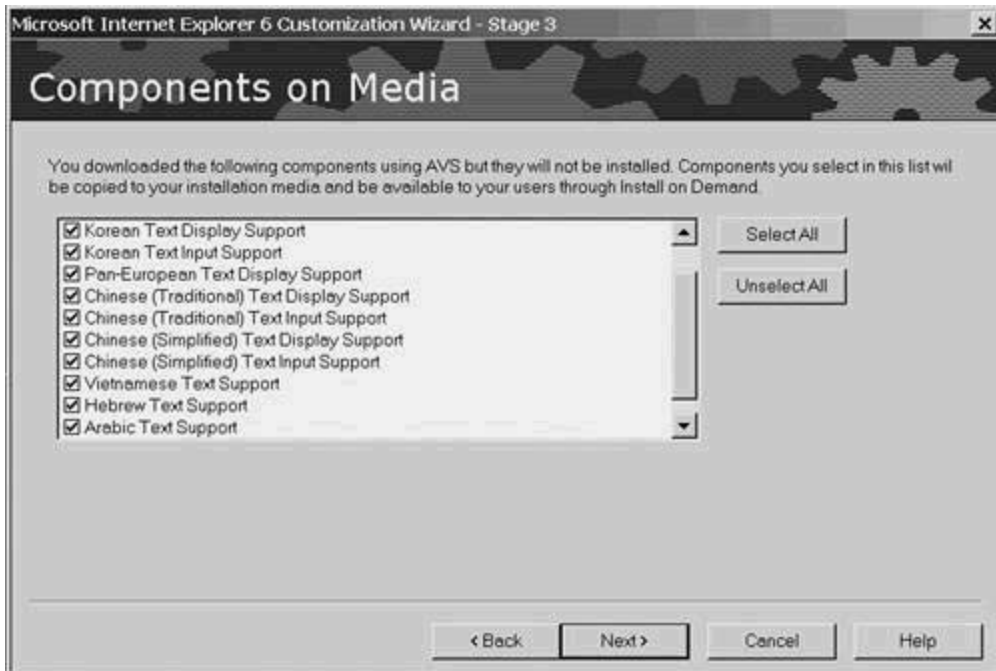 Microsoft Internet Explorer 6 Customization Wizard - Stage 3
Components on Media
You downloaded the following components using AVS but they will not be installed. Components you select in this list wil
be copied to your installation media and be available to your users through Install on Demand.
Korean Text Display Support
Korean Text Input Support
Pan-European Text Display Support
Chinese (Traditional) Text Display Support
Chinese (Traditional) Text Input Support
Chinese (Simplified) Text Display Support
Chinese (Simplified) Text Input Support
Vietnamese Text Support
Hebrew Text Support
Arabic Text Support
Select All
Unselect All
< Back
Next >
Cancel
Help